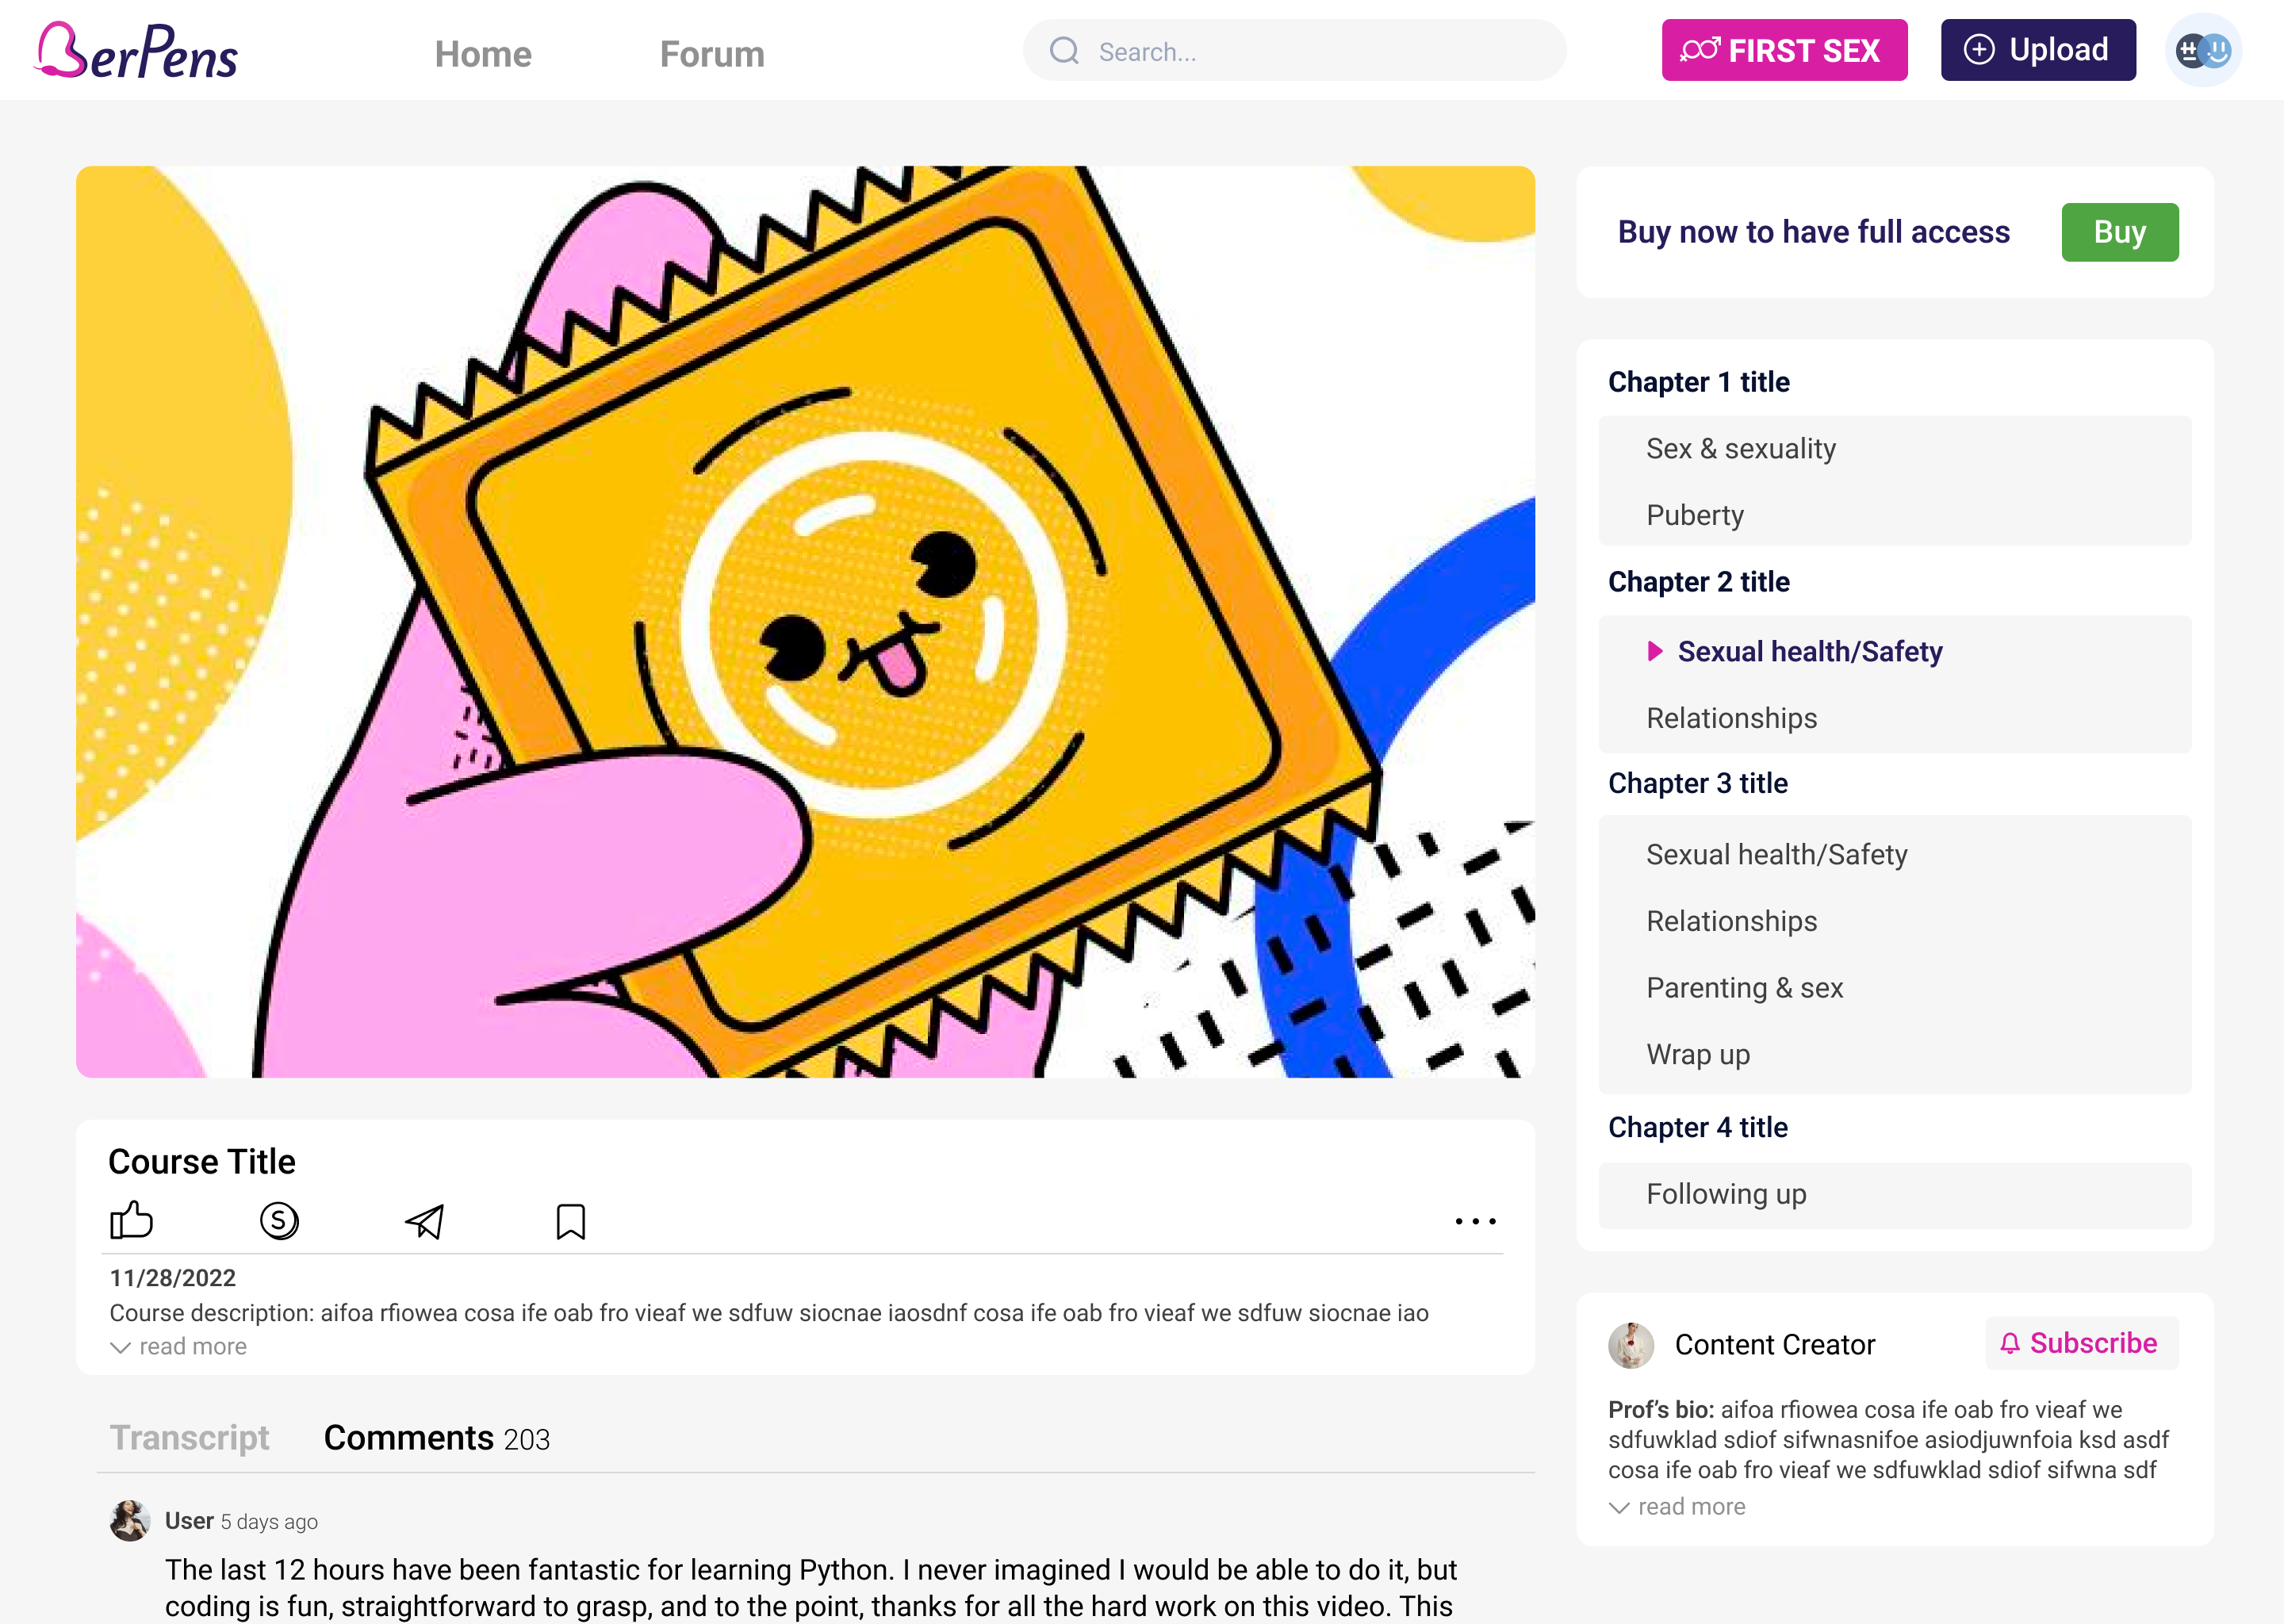 BerPens
Home
Forum
Search...
FIRST SEX
Upload
Buy now to have full access
Buy
Chapter 1 title
Sex & sexuality
Puberty
Chapter 2 title
Sexual health/Safety
Relationships
Chapter 3 title
Sexual health/Safety
Relationships
Parenting & sex
Wrap up
Chapter 4 title
Following up
Course Title
S
11/28/2022
Course description: aifoa rfiowea cosa ife oab fro vieaf we sdfuw siocnae iaosdnf cosa ife oab fro vieaf we sdfuw siocnae iao
read more
Content Creator
Subscribe
Prof’s bio: aifoa rfiowea cosa ife oab fro vieaf we
sdfuwklad sdiof sifwnasnifoe asiodjuwnfoia ksd asdf
cosa ife oab fro vieaf we sdfuwklad sdiof sifwna sdf
read more
Transcript
Comments 203
User 5 days ago
The last 12 hours have been fantastic for learning Python. I never imagined I would be able to do it, but
coding is fun, straightforward to grasp, and to the point, thanks for all the hard work on this video. This